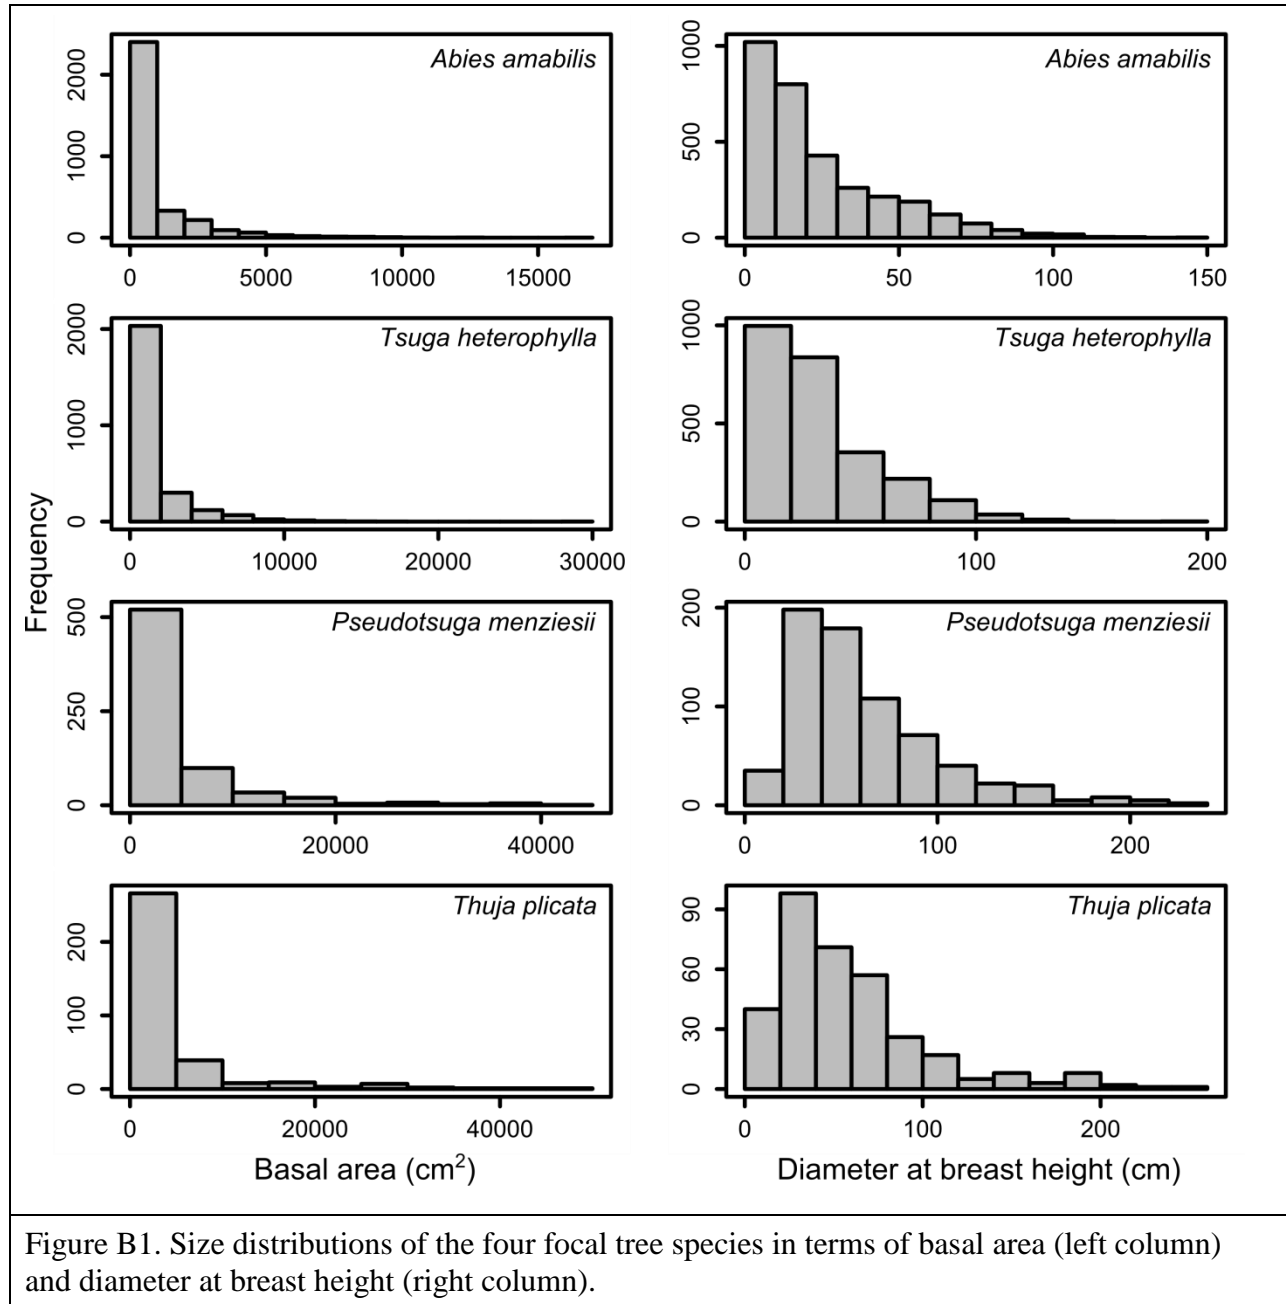 Abies amabilis
0 1000 2000
0 5000 10000 15000
Abies amabilis
0 500 1000
0 50 100 150
Tsuga heterophylla
0 1000 2000
0 10000 20000 30000
Tsuga heterophylla
0 500 1000
0 100 200
Frequency
Pseudotsuga menziesii
0 250 500
0 20000 40000
Pseudotsuga menziesii
0 100 200
0 100 200
Thuja plicata
0 100 200
0 20000 40000
Thuja plicata
0 30 60 90
0 100 200
Basal area (cm²)
Diameter at breast height (cm)
Figure B1. Size distributions of the four focal tree species in terms of basal area (left column)
and diameter at breast height (right column).